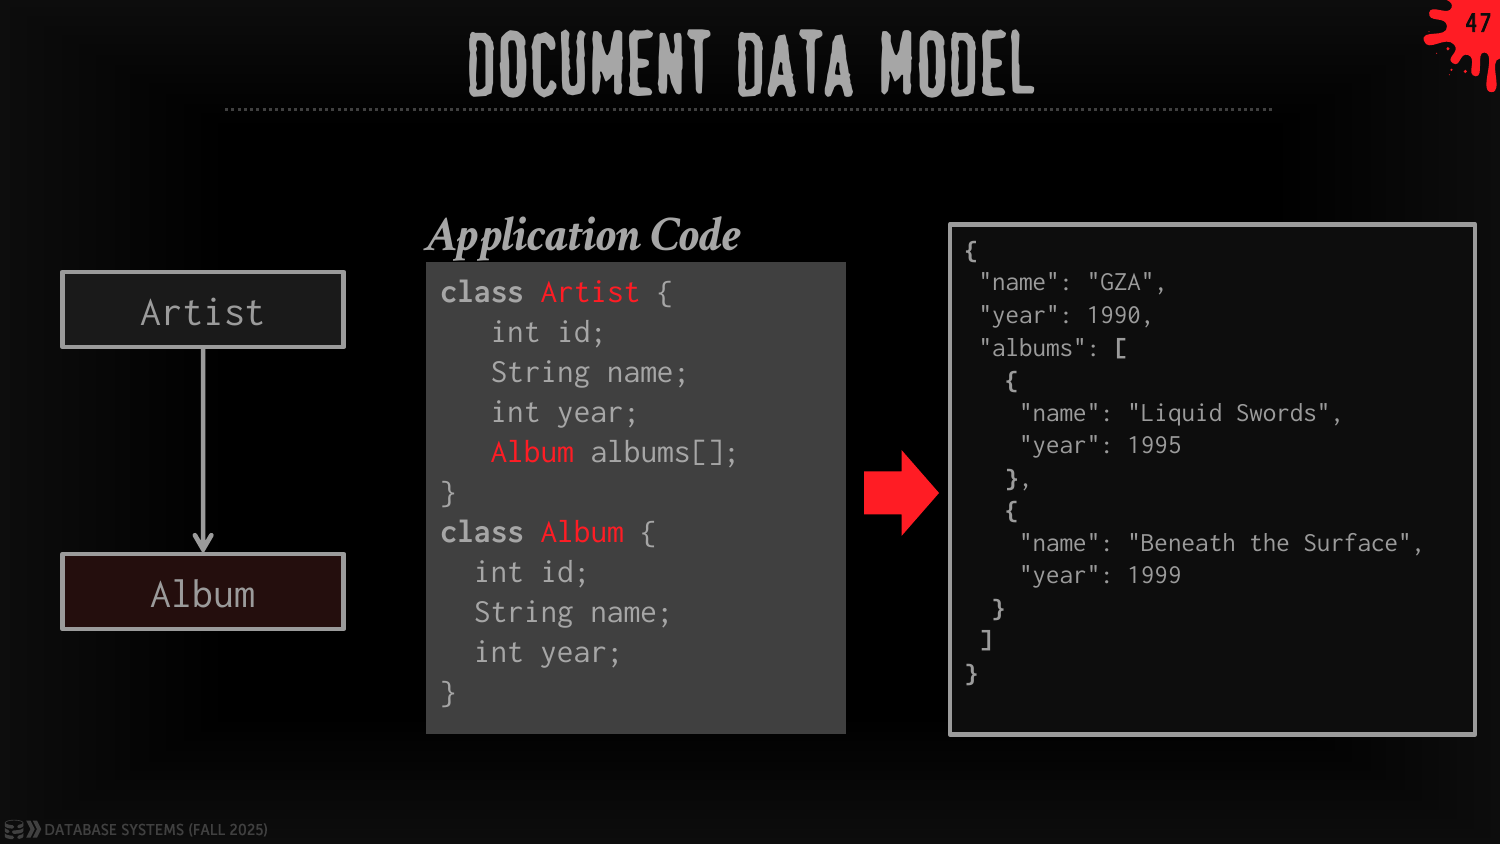 47
DOCUMENT DATA MODEL
Artist
Album
Application Code
class Artist {
int id;
String name;
int year;
Album albums[];
}
class Album {
int id;
String name;
int year;
}
{
"name": "GZA",
"year": 1990,
"albums": [
{
"name": "Liquid Swords",
"year": 1995
},
{
"name": "Beneath the Surface",
"year": 1999
}
]
}
DATABASE SYSTEMS (FALL 2025)